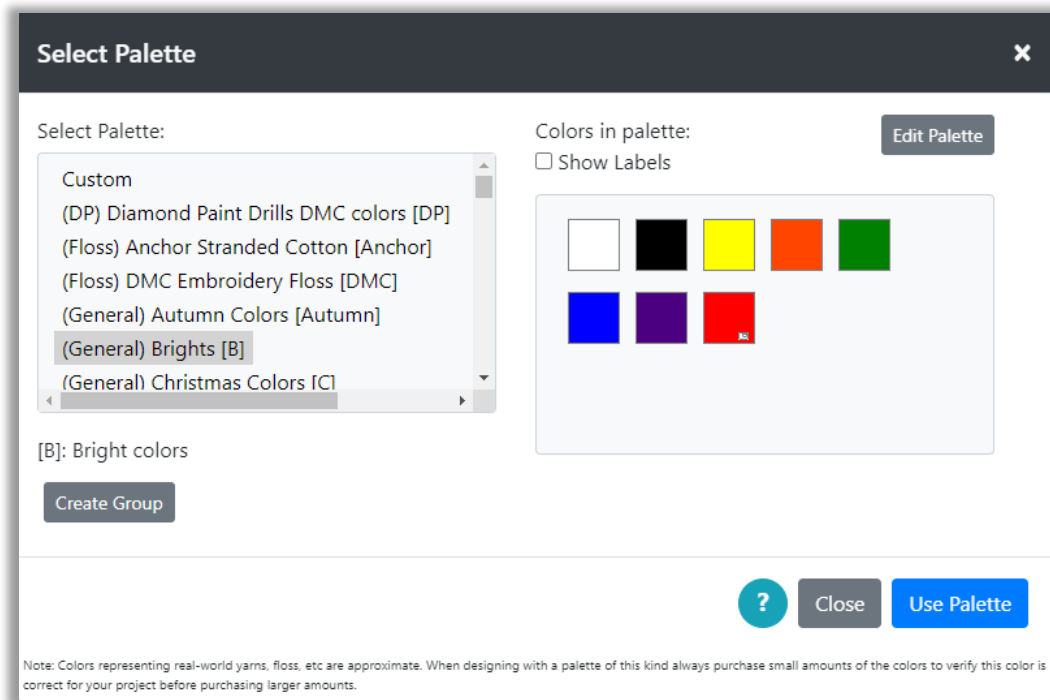 Select Palette
Select Palette:
Custom
(DP) Diamond Paint Drills DMC colors [DP]
(Floss) Anchor Stranded Cotton [Anchor]
(Floss) DMC Embroidery Floss [DMC]
(General) Autumn Colors [Autumn]
(General) Brights [B]
(General) Christmas Colors [C]
[B]: Bright colors
Create Group
Colors in palette:
Edit Palette
Show Labels
?
Close
Use Palette
Note: Colors representing real-world yarns, floss, etc are approximate. When designing with a palette of this kind always purchase small amounts of the colors to verify this color is
correct for your project before purchasing larger amounts.